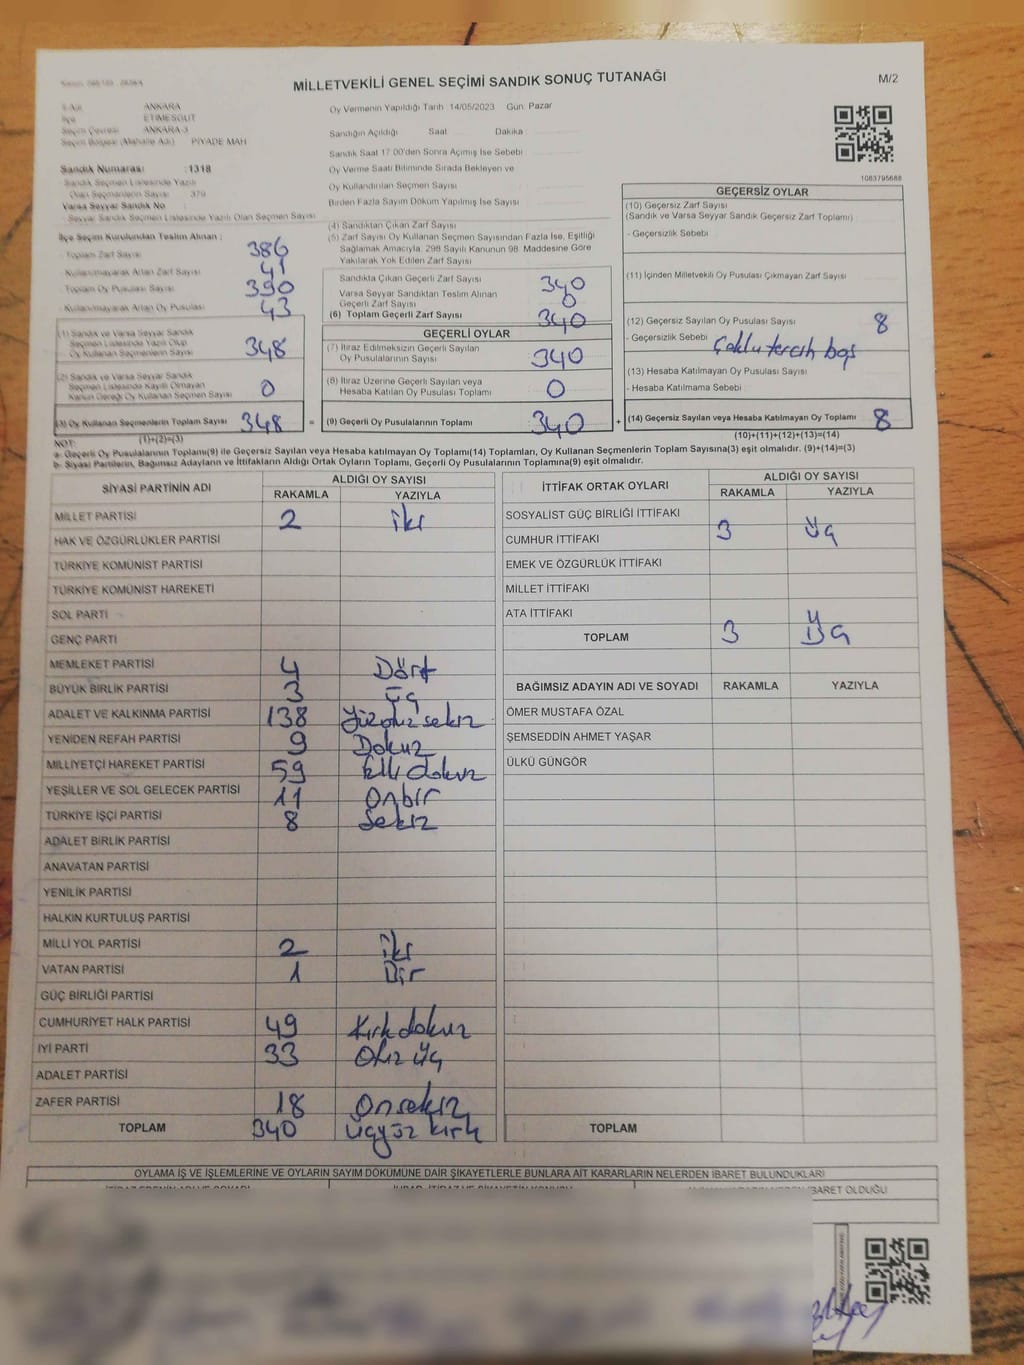 MİLLETVEKİLİ GENEL SEÇİMİ SANDIK SONUÇ TUTANAĞI
M/2
ANKARA
İlçe ETİMESGUT
Seçim Çevresi ANKARA-3
Seçim Bölgesi (Mahalle Adı) PİYADE MAH
Sandık Numarası :1318
- Sandık Seçmen Listesinde Yazılı
Olan Seçmenlerin Sayısı 379
Varsa Seyyar Sandık No
- Seyyar Sandık Seçmen Listesinde Yazılı Olan Seçmen Sayısı
İlçe Seçim Kurulundan Teslim Alınan :
- Toplam Zarf Sayısı 386
- Kullanılmayarak Artan Zarf Sayısı 41
- Toplam Oy Pusulası Sayısı 390
- Kullanılmayarak Artan Oy Pusulası 43
(1) Sandık ve Varsa Seyyar Sandık
Seçmen Listesinde Yazılı Olup
Oy Kullanan Seçmenlerin Sayısı 348
(2) Sandık ve Varsa Seyyar Sandık
Seçmen Listesinde Kayıtlı Olmayan
Kanun Gereği Oy Kullanan Seçmen Sayısı 0
(3) Oy Kullanan Seçmenlerin Toplam Sayısı 348 =
(1)+(2)=(3)
Oy Vermenin Yapıldığı Tarih 14/05/2023 Gün Pazar
Sandığın Açıldığı Saat Dakika
Sandık Saat 17:00'den Sonra Açılmış İse Sebebi
Oy Verme Saati Bitiminde Sırada Bekleyen ve
Oy Kullandırılan Seçmen Sayısı
Birden Fazla Sayım Döküm Yapılmış İse Sayısı
(4) Sandıktan Çıkan Zarf Sayısı
(5) Zarf Sayısı Oy Kullanan Seçmen Sayısından Fazla İse, Eşitliği
Sağlamak Amacıyla, 298 Sayılı Kanunun 98. Maddesine Göre
Yakılarak Yok Edilen Zarf Sayısı
Sandıkta Çıkan Geçerli Zarf Sayısı 340
Varsa Seyyar Sandıktan Teslim Alınan
Geçerli Zarf Sayısı 0
(6) Toplam Geçerli Zarf Sayısı 340
GEÇERLİ OYLAR
(7) İtiraz Edilmeksizin Geçerli Sayılan
Oy Pusulalarının Sayısı 340
(8) İtiraz Üzerine Geçerli Sayılan veya
Hesaba Katılan Oy Pusulası Toplamı 0
(9) Geçerli Oy Pusulalarının Toplamı 340 +
1083795688
GEÇERSİZ OYLAR
(10) Geçersiz Zarf Sayısı
(Sandık ve Varsa Seyyar Sandık Geçersiz Zarf Toplamı)
- Geçersizlik Sebebi
(11) İçinden Milletvekili Oy Pusulası Çıkmayan Zarf Sayısı
(12) Geçersiz Sayılan Oy Pusulası Sayısı 8
- Geçersizlik Sebebi Çoklu tercih boş
(13) Hesaba Katılmayan Oy Pusulası Sayısı
- Hesaba Katılmama Sebebi
(14) Geçersiz Sayılan veya Hesaba Katılmayan Oy Toplamı 8
(10)+(11)+(12)+(13)=(14)
NOT:
a- Geçerli Oy Pusulalarının Toplamı(9) ile Geçersiz Sayılan veya Hesaba katılmayan Oy Toplamı(14) Toplamları, Oy Kullanan Seçmenlerin Toplam Sayısına(3) eşit olmalıdır. (9)+(14)=(3)
b- Siyasi Partilerin, Bağımsız Adayların ve İttifakların Aldığı Ortak Oyların Toplamı, Geçerli Oy Pusulalarının Toplamına(9) eşit olmalıdır.
SİYASİ PARTİNİN ADI ALDIĞI OY SAYISI
RAKAMLA YAZIYLA
MİLLET PARTİSİ 2 iki
HAK VE ÖZGÜRLÜKLER PARTİSİ
TÜRKİYE KOMÜNİST PARTİSİ
TÜRKİYE KOMÜNİST HAREKETİ
SOL PARTİ
GENÇ PARTİ
MEMLEKET PARTİSİ 4 Dört
BÜYÜK BİRLİK PARTİSİ 3 üç
ADALET VE KALKINMA PARTİSİ 138 Yüzotuz sekiz
YENİDEN REFAH PARTİSİ 9 Dokuz
MİLLİYETÇİ HAREKET PARTİSİ 59 Elli dokuz
YEŞİLLER VE SOL GELECEK PARTİSİ 11 Onbir
TÜRKİYE İŞÇİ PARTİSİ 8 Sekiz
ADALET BİRLİK PARTİSİ
ANAVATAN PARTİSİ
YENİLİK PARTİSİ
HALKIN KURTULUŞ PARTİSİ
MİLLİ YOL PARTİSİ 2 iki
VATAN PARTİSİ 1 Bir
GÜÇ BİRLİĞİ PARTİSİ
CUMHURİYET HALK PARTİSİ 49 Kırk dokuz
İYİ PARTİ 33 Otuz üç
ADALET PARTİSİ
ZAFER PARTİSİ 18 Onsekiz
TOPLAM 340 üçyüz kırk
İTTİFAK ORTAK OYLARI ALDIĞI OY SAYISI
RAKAMLA YAZIYLA
SOSYALİST GÜÇ BİRLİĞİ İTTİFAKI
CUMHUR İTTİFAKI 3 üç
EMEK VE ÖZGÜRLÜK İTTİFAKI
MİLLET İTTİFAKI
ATA İTTİFAKI
TOPLAM 3 üç
BAĞIMSIZ ADAYIN ADI VE SOYADI RAKAMLA YAZIYLA
ÖMER MUSTAFA ÖZAL
ŞEMSEDDİN AHMET YAŞAR
ÜLKÜ GÜNGÖR
TOPLAM
OYLAMA İŞ VE İŞLEMLERİNE VE OYLARIN SAYIM DÖKÜMÜNE DAİR ŞİKAYETLERLE BUNLARA AİT KARARLARIN NELERDEN İBARET BULUNDUKLARI
İBARET OLDUĞU